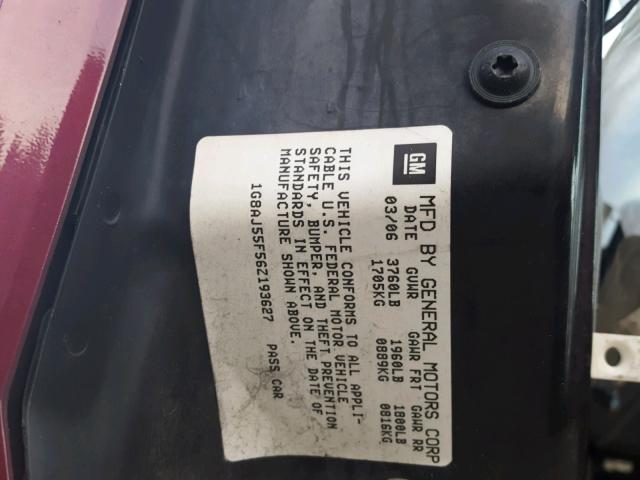 GM MFD BY GENERAL MOTORS CORP
DATE GVWR GAWR FRT GAWR RR
03/06 3760LB 1960LB 1800LB
1705KG 0889KG 0816KG
THIS VEHICLE CONFORMS TO ALL APPLI-
CABLE U.S. FEDERAL MOTOR VEHICLE
SAFETY, BUMPER, AND THEFT PREVENTION
STANDARDS IN EFFECT ON THE DATE OF
MANUFACTURE SHOWN ABOVE.
1G8AJ55F56Z193627 PASS CAR